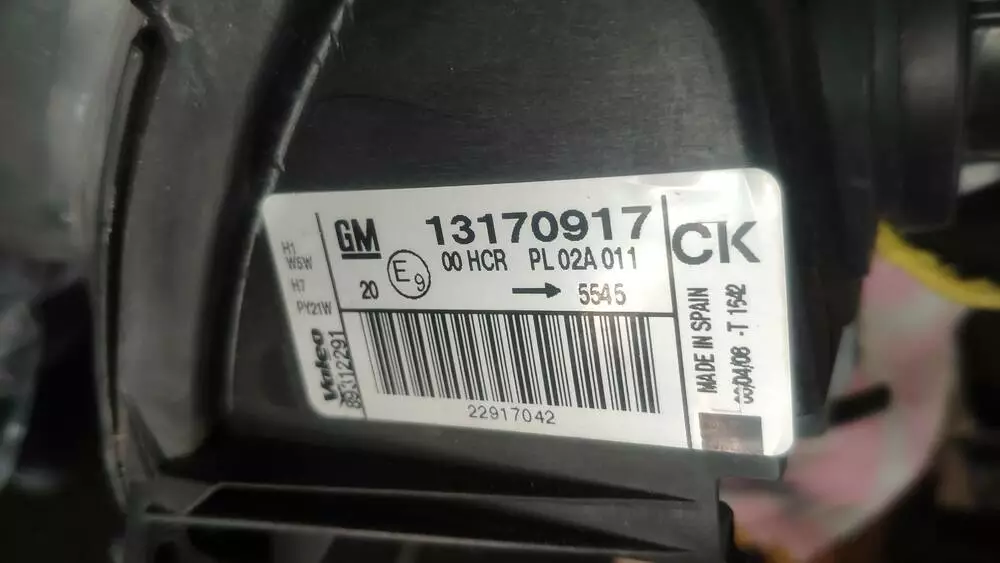 H1
W5W
H7
PY21W
Valeo
89312291
GM
13170917
00 HCR PL 02A 011
20 E9 → 5545
22917042
CK
MADE IN SPAIN
/04/08 -T 1542